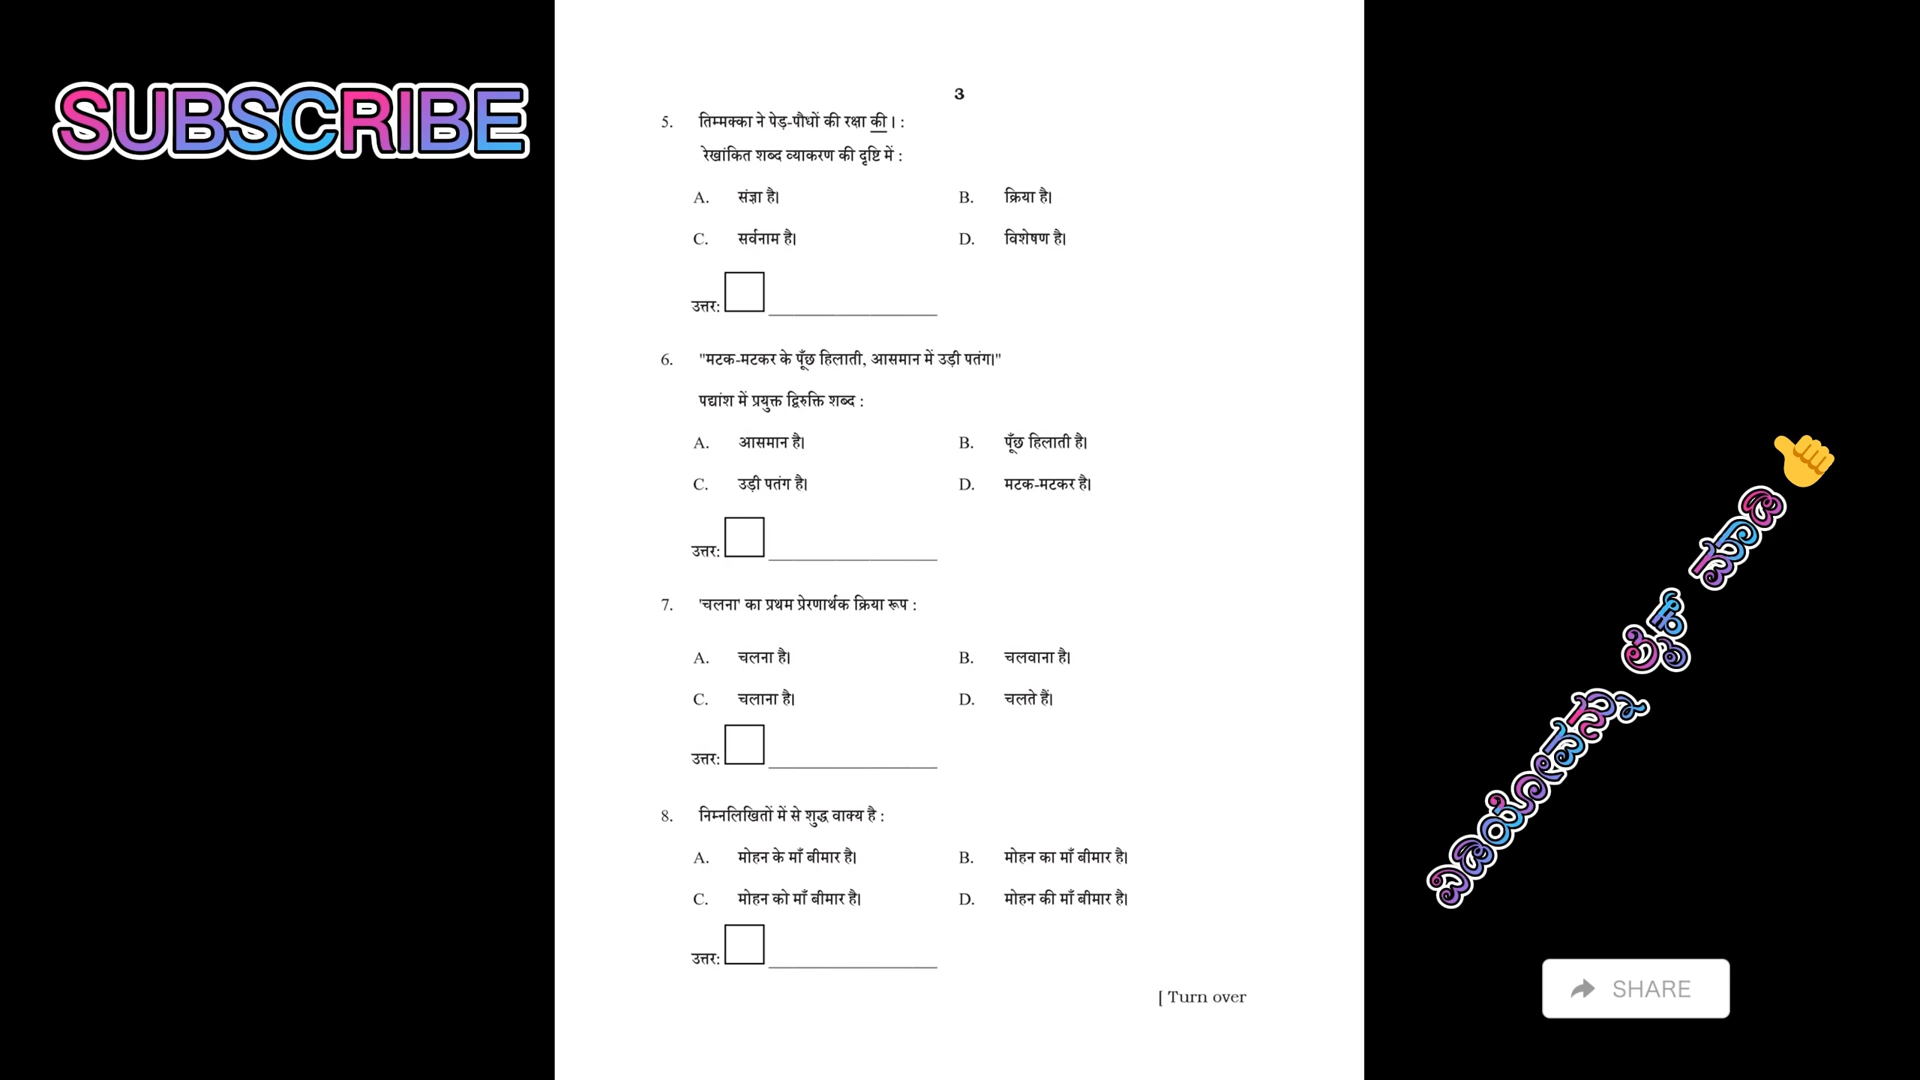 SUBSCRIBE
3
5. तिम्मक्का ने पेड़-पौधों की रक्षा की । :
रेखांकित शब्द व्याकरण की दृष्टि में :
A. संज्ञा है। B. क्रिया है।
C. सर्वनाम है। D. विशेषण है।
उत्तर:
6. "मटक-मटकर के पूँछ हिलाती, आसमान में उड़ी पतंग।"
पद्यांश में प्रयुक्त द्विरुक्ति शब्द :
A. आसमान है। B. पूँछ हिलाती है।
C. उड़ी पतंग है। D. मटक-मटकर है।
उत्तर:
7. 'चलना' का प्रथम प्रेरणार्थक क्रिया रूप :
A. चलना है। B. चलवाना है।
C. चलाना है। D. चलते हैं।
उत्तर:
8. निम्नलिखितों में से शुद्ध वाक्य है :
A. मोहन के माँ बीमार है। B. मोहन का माँ बीमार है।
C. मोहन को माँ बीमार है। D. मोहन की माँ बीमार है।
उत्तर:
[ Turn over
ವಿಡಿಯೋವನ್ನು ಲೈಕ್ ಮಾಡಿ
SHARE